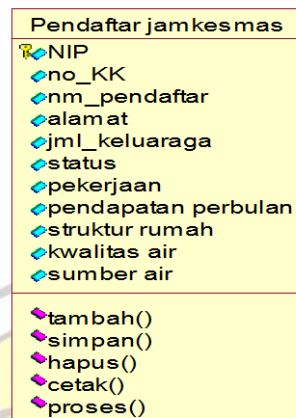 Pendaftar jamkesmas
NIP
no_KK
nm_pendaftar
alamat
jml_keluaraga
status
pekerjaan
pendapatan perbulan
struktur rumah
kwalitas air
sumber air
tambah()
simpan()
hapus()
cetak()
proses()